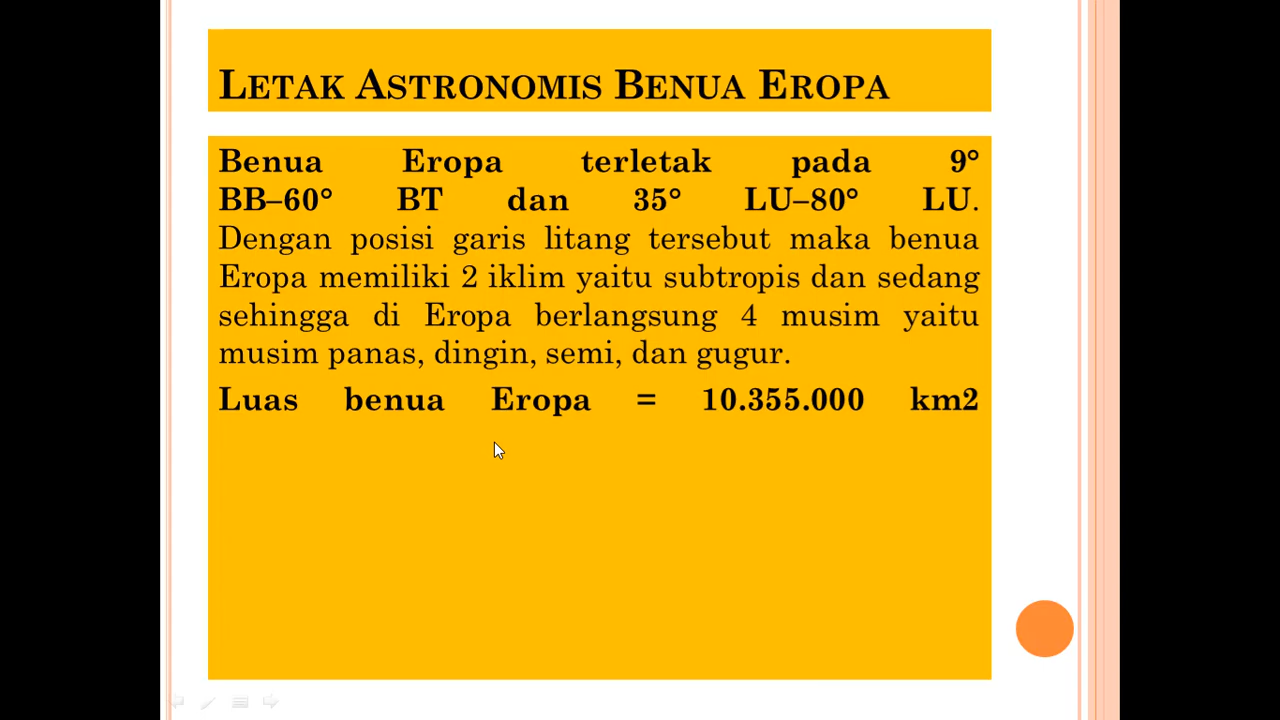 LETAK ASTRONOMIS BENUA EROPA
Benua Eropa terletak pada 9°
BB–60° BT dan 35° LU–80° LU.
Dengan posisi garis litang tersebut maka benua
Eropa memiliki 2 iklim yaitu subtropis dan sedang
sehingga di Eropa berlangsung 4 musim yaitu
musim panas, dingin, semi, dan gugur.
Luas benua Eropa = 10.355.000 km2